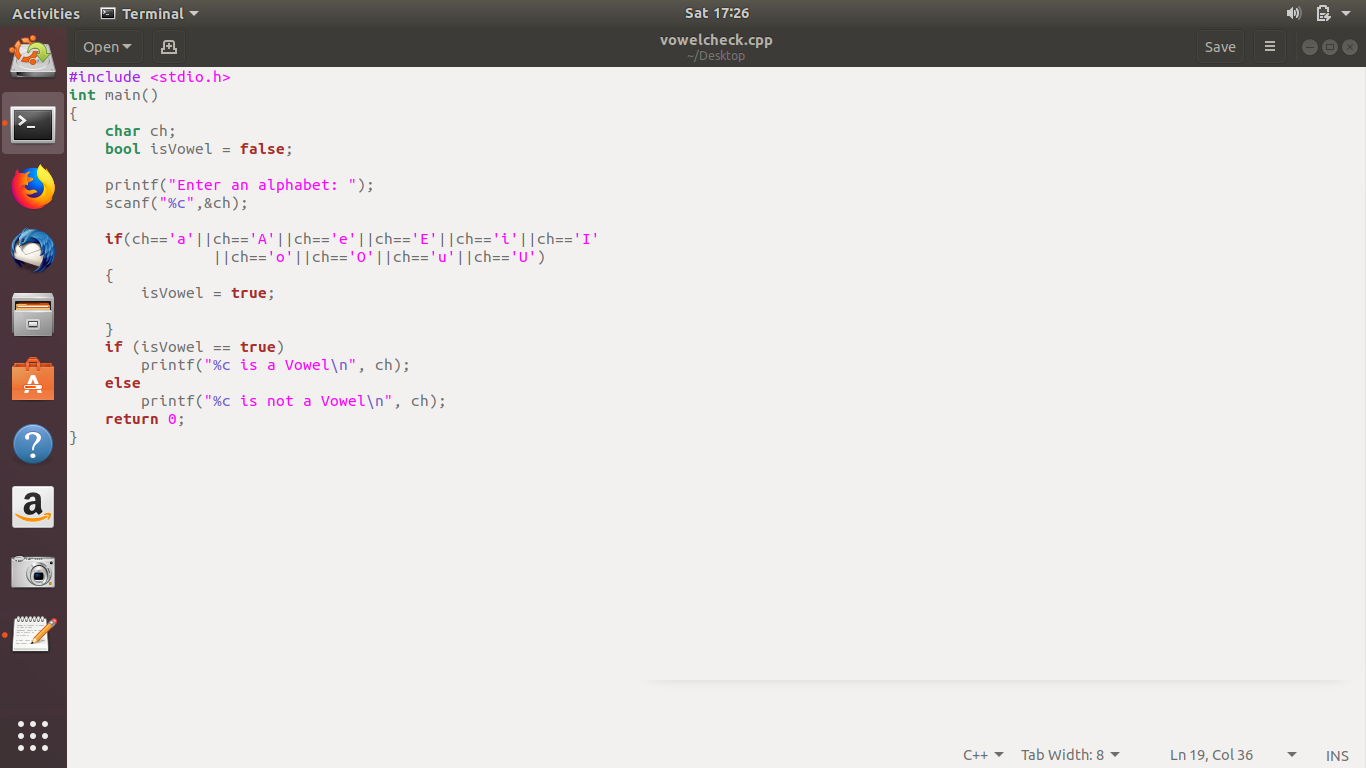 Activities Terminal Sat 17:26
Open vowelcheck.cpp Save
~/Desktop
#include <stdio.h>
int main()
{
    char ch;
    bool isVowel = false;

    printf("Enter an alphabet: ");
    scanf("%c",&ch);

    if(ch=='a'||ch=='A'||ch=='e'||ch=='E'||ch=='i'||ch=='I'
                ||ch=='o'||ch=='O'||ch=='u'||ch=='U')
    {
        isVowel = true;

    }
    if (isVowel == true)
        printf("%c is a Vowel\n", ch);
    else
        printf("%c is not a Vowel\n", ch);
    return 0;
}
C++ Tab Width: 8 Ln 19, Col 36 INS